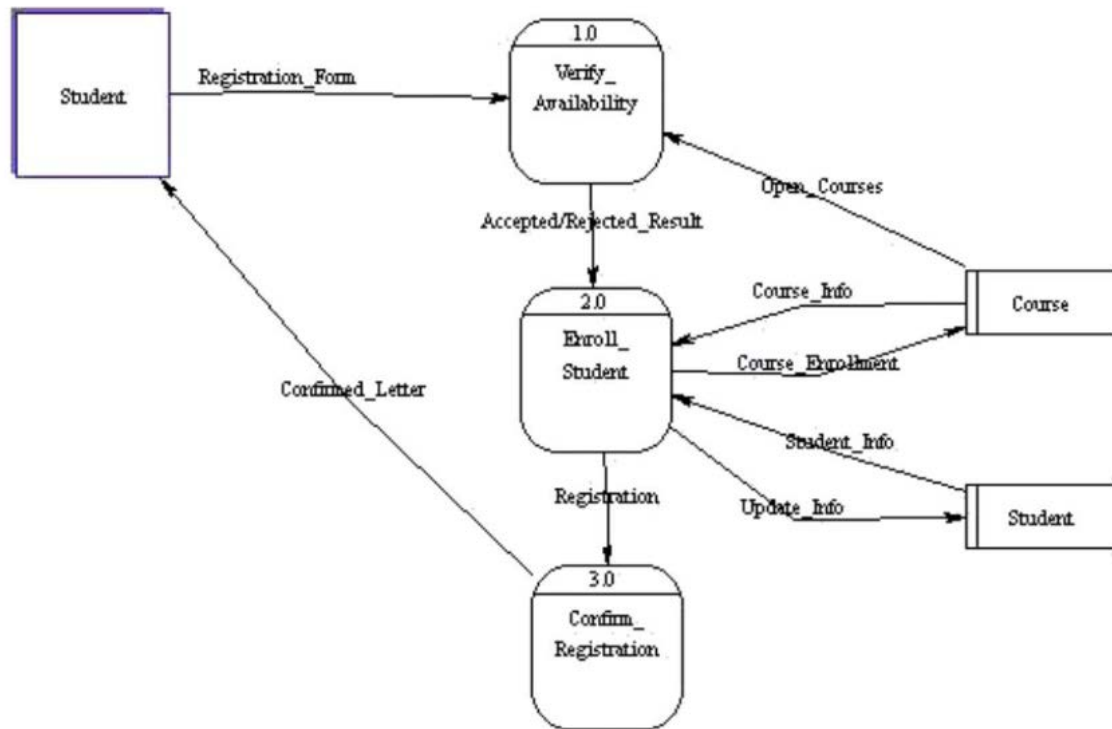 1.0
Verify_
Availability
Registration_Form
Student
Open_Courses
Accepted/Rejected_Result
2.0
Enroll_
Student
Course_Info
Course
Course_Enrollment
Confirmed_Letter
Student_Info
Registration
Update_Info
Student
3.0
Confirm_
Registration